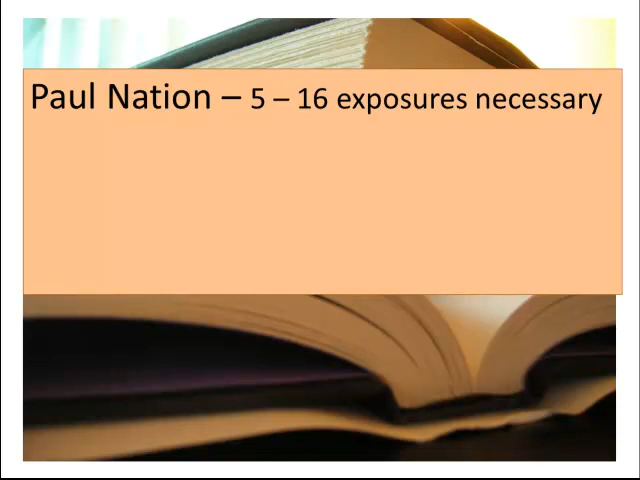 Paul Nation – 5 – 16 exposures necessary